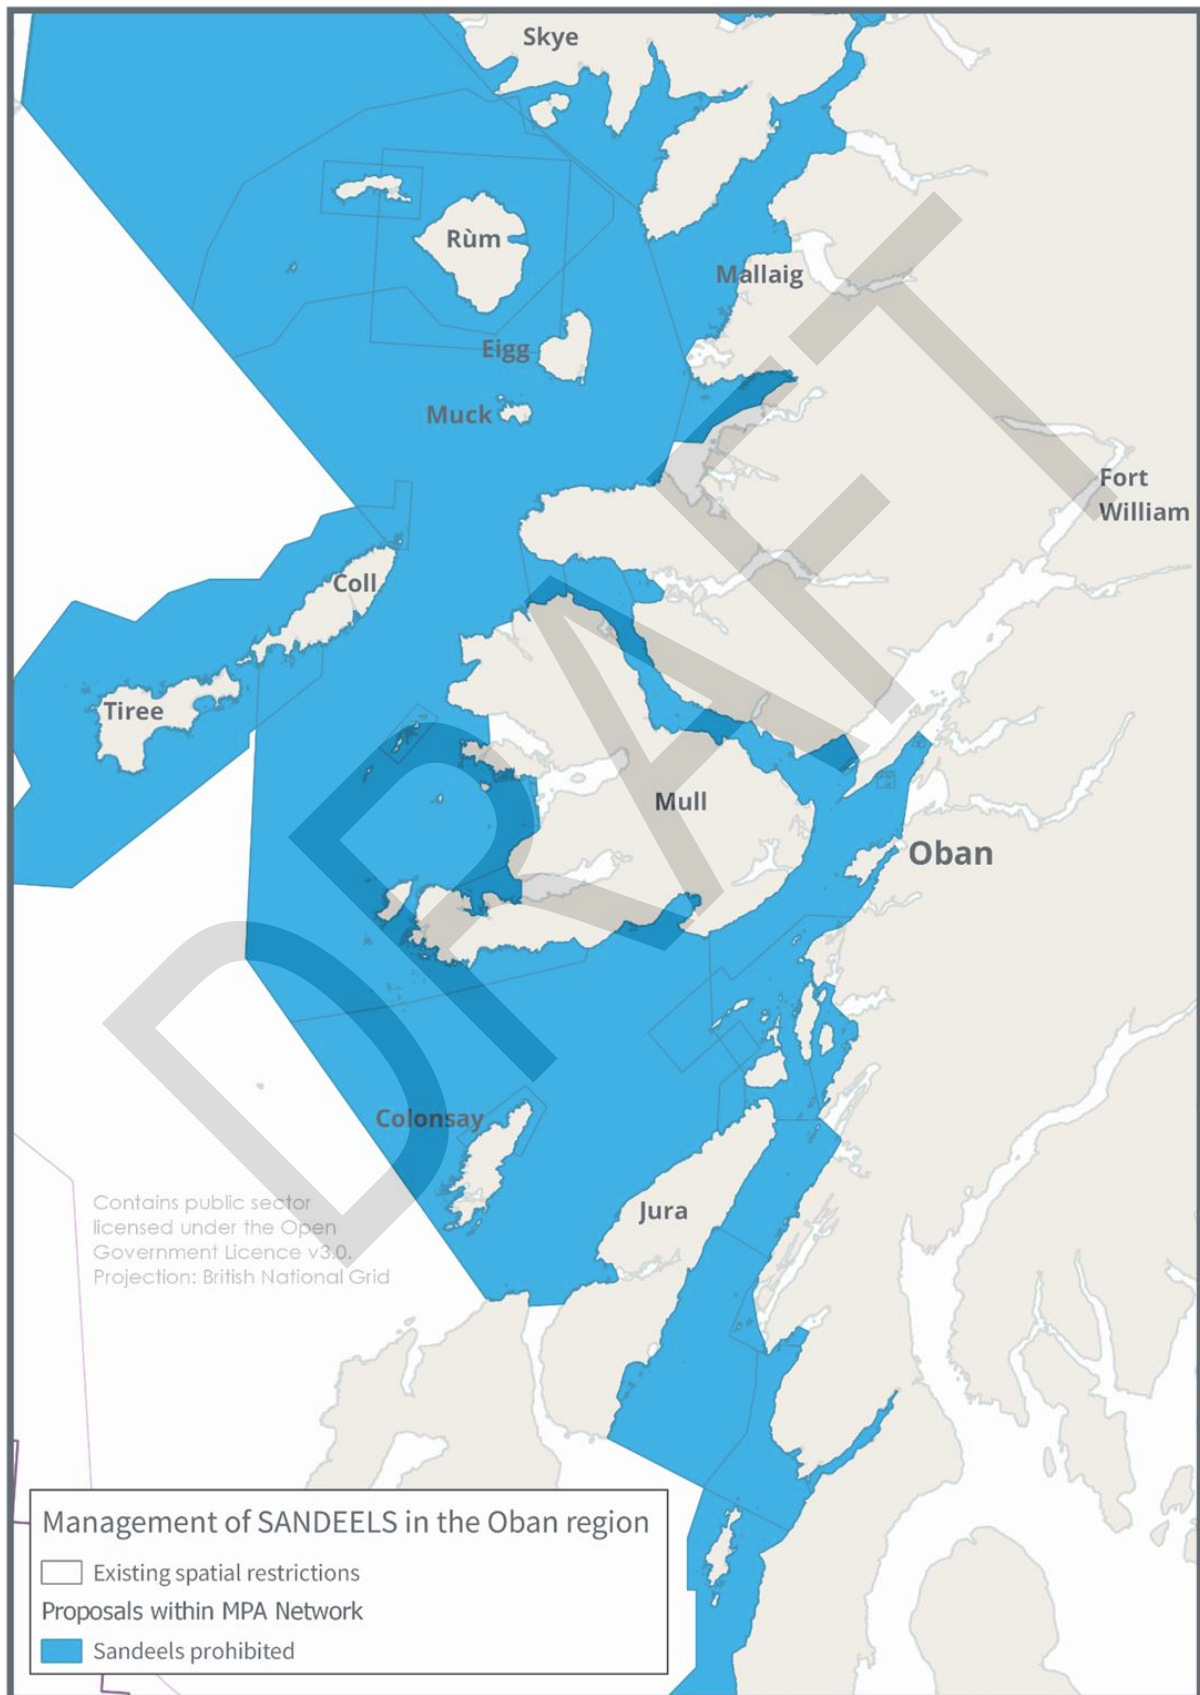 Skye
Rùm
Mallaig
Eigg
Muck
Fort
William
Coll
Tiree
Mull
Oban
Colonsay
Jura
DRAFT
Contains public sector
licensed under the Open
Government Licence v3.0.
Projection: British National Grid
Management of SANDEELS in the Oban region
Existing spatial restrictions
Proposals within MPA Network
Sandeels prohibited